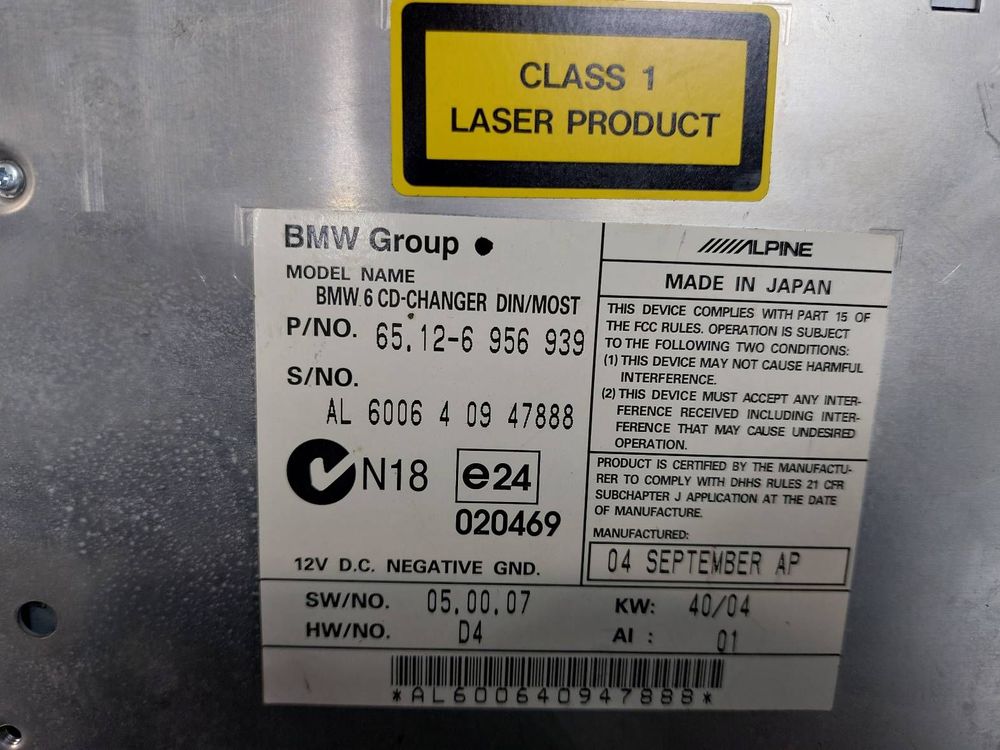 CLASS 1
LASER PRODUCT
BMW Group
MODEL NAME
BMW 6 CD-CHANGER DIN/MOST
P/NO. 65.12-6 956 939
S/NO.
AL 6006 4 09 47888
N18
e24
020469
12V D.C. NEGATIVE GND.
ALPINE
MADE IN JAPAN
THIS DEVICE COMPLIES WITH PART 15 OF
THE FCC RULES. OPERATION IS SUBJECT
TO THE FOLLOWING TWO CONDITIONS:
(1) THIS DEVICE MAY NOT CAUSE HARMFUL
INTERFERENCE.
(2) THIS DEVICE MUST ACCEPT ANY INTER-
FERENCE RECEIVED INCLUDING INTER-
FERENCE THAT MAY CAUSE UNDESIRED
OPERATION.
PRODUCT IS CERTIFIED BY THE MANUFACTU-
RER TO COMPLY WITH DHHS RULES 21 CFR
SUBCHAPTER J APPLICATION AT THE DATE
OF MANUFACTURE.
MANUFACTURED:
04 SEPTEMBER AP
SW/NO. 05.00.07 KW: 40/04
HW/NO. D4 AI : 01
*AL600640947888*